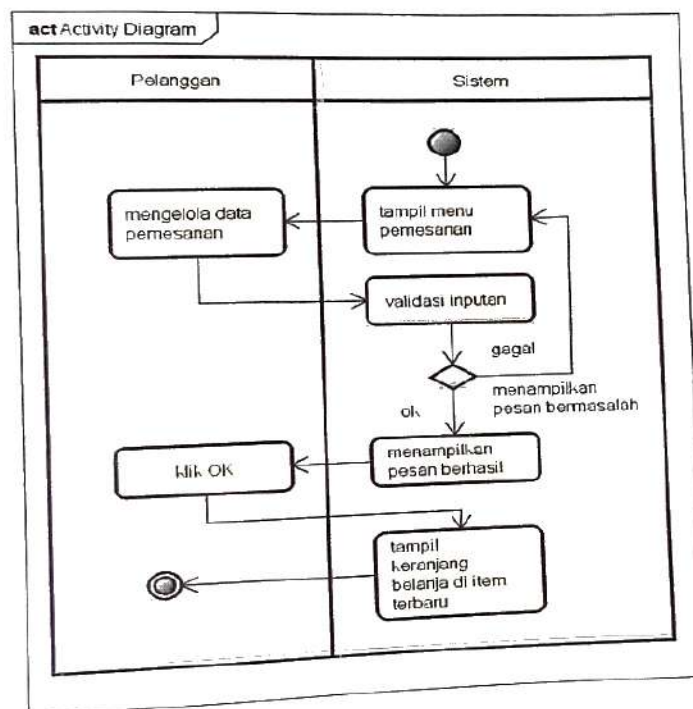 act Activity Diagram
Pelanggan
Sistem
mengelola data
pemesanan
tampil menu
pemesanan
validasi inputan
gagal
menampilkan
pesan bermasalah
ok
menampilkan
pesan berhasil
klik OK
tampil
keranjang
belanja di item
terbaru